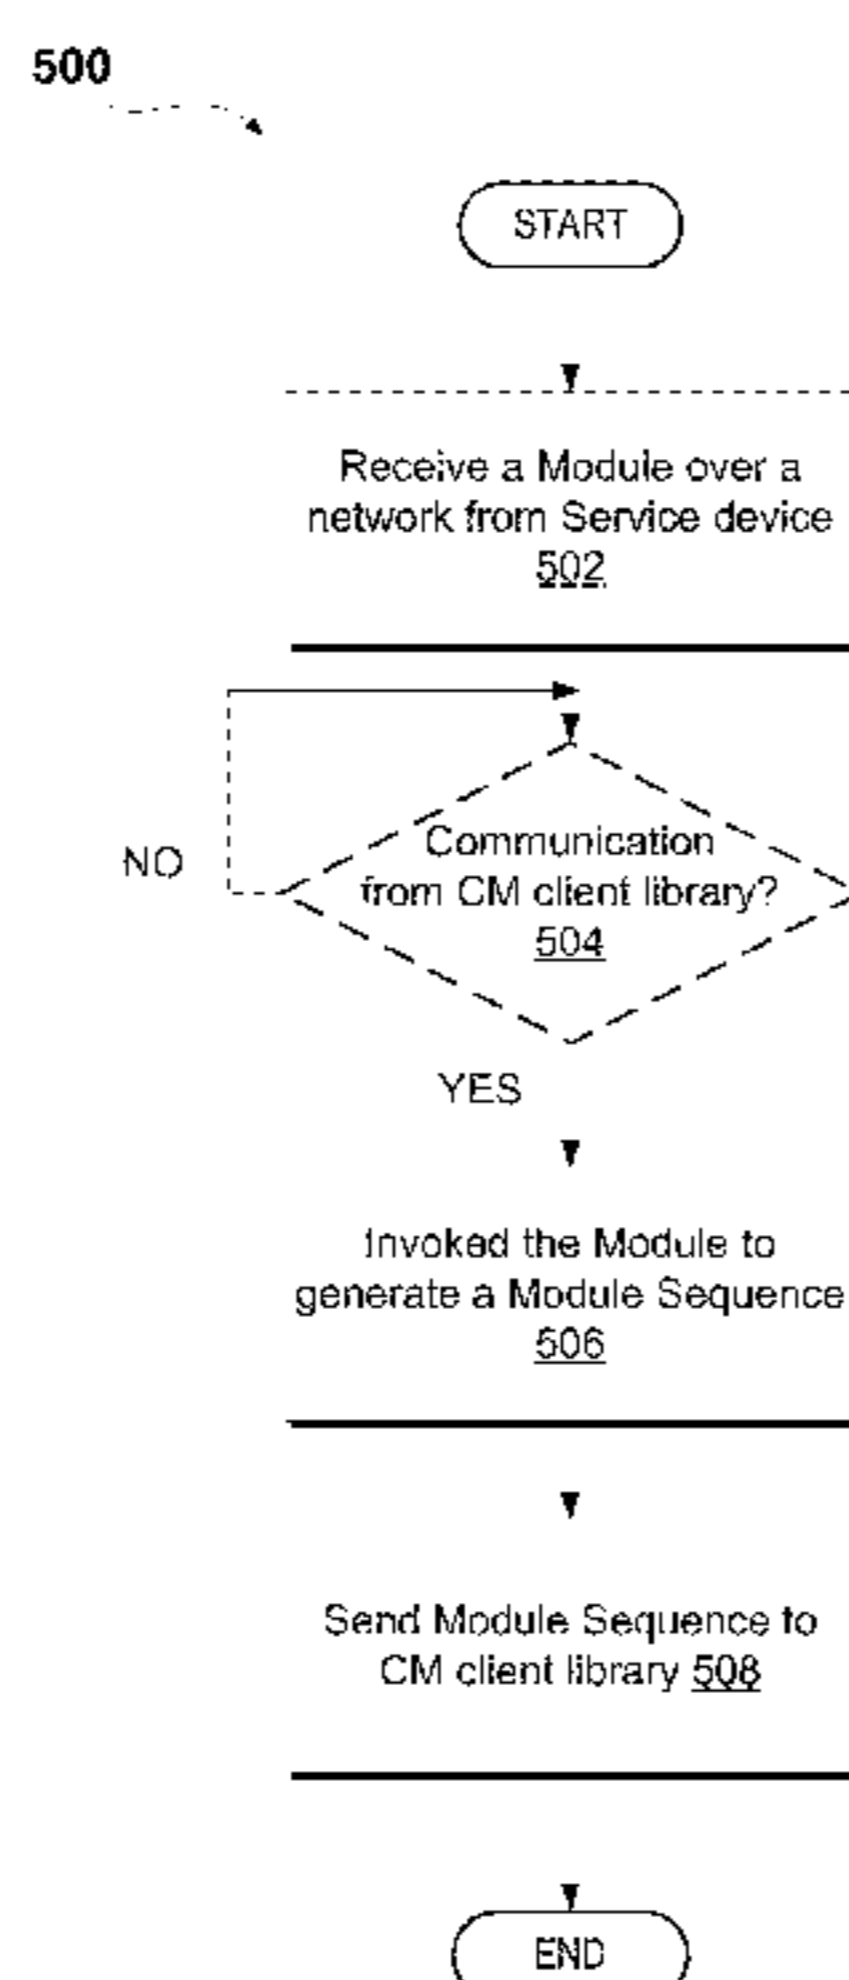 500
START
Receive a Module over a
network from Service device
502
Communication
from CM client library?
504
NO
YES
Invoked the Module to
generate a Module Sequence
506
Send Module Sequence to
CM client library 508
END